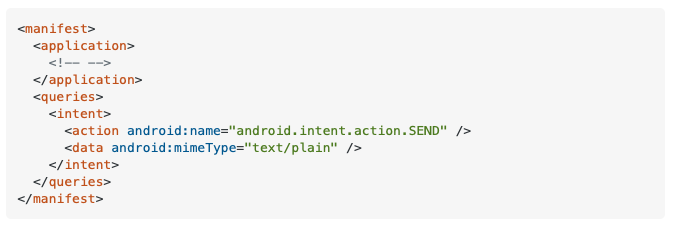 <manifest>
  <application>
    <!-- -->
  </application>
  <queries>
    <intent>
      <action android:name="android.intent.action.SEND" />
      <data android:mimeType="text/plain" />
    </intent>
  </queries>
</manifest>